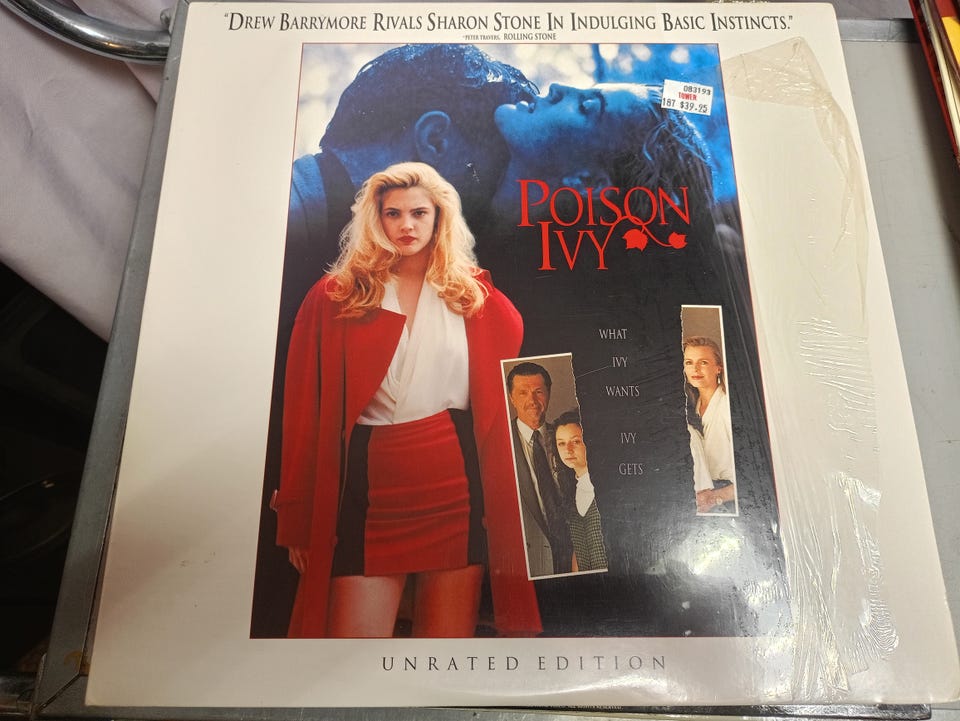 "DREW BARRYMORE RIVALS SHARON STONE IN INDULGING BASIC INSTINCTS."
-PETER TRAVERS, ROLLING STONE
083193
TOWER
187 $39.95
POISON
IVY
WHAT
IVY
WANTS
IVY
GETS
UNRATED EDITION